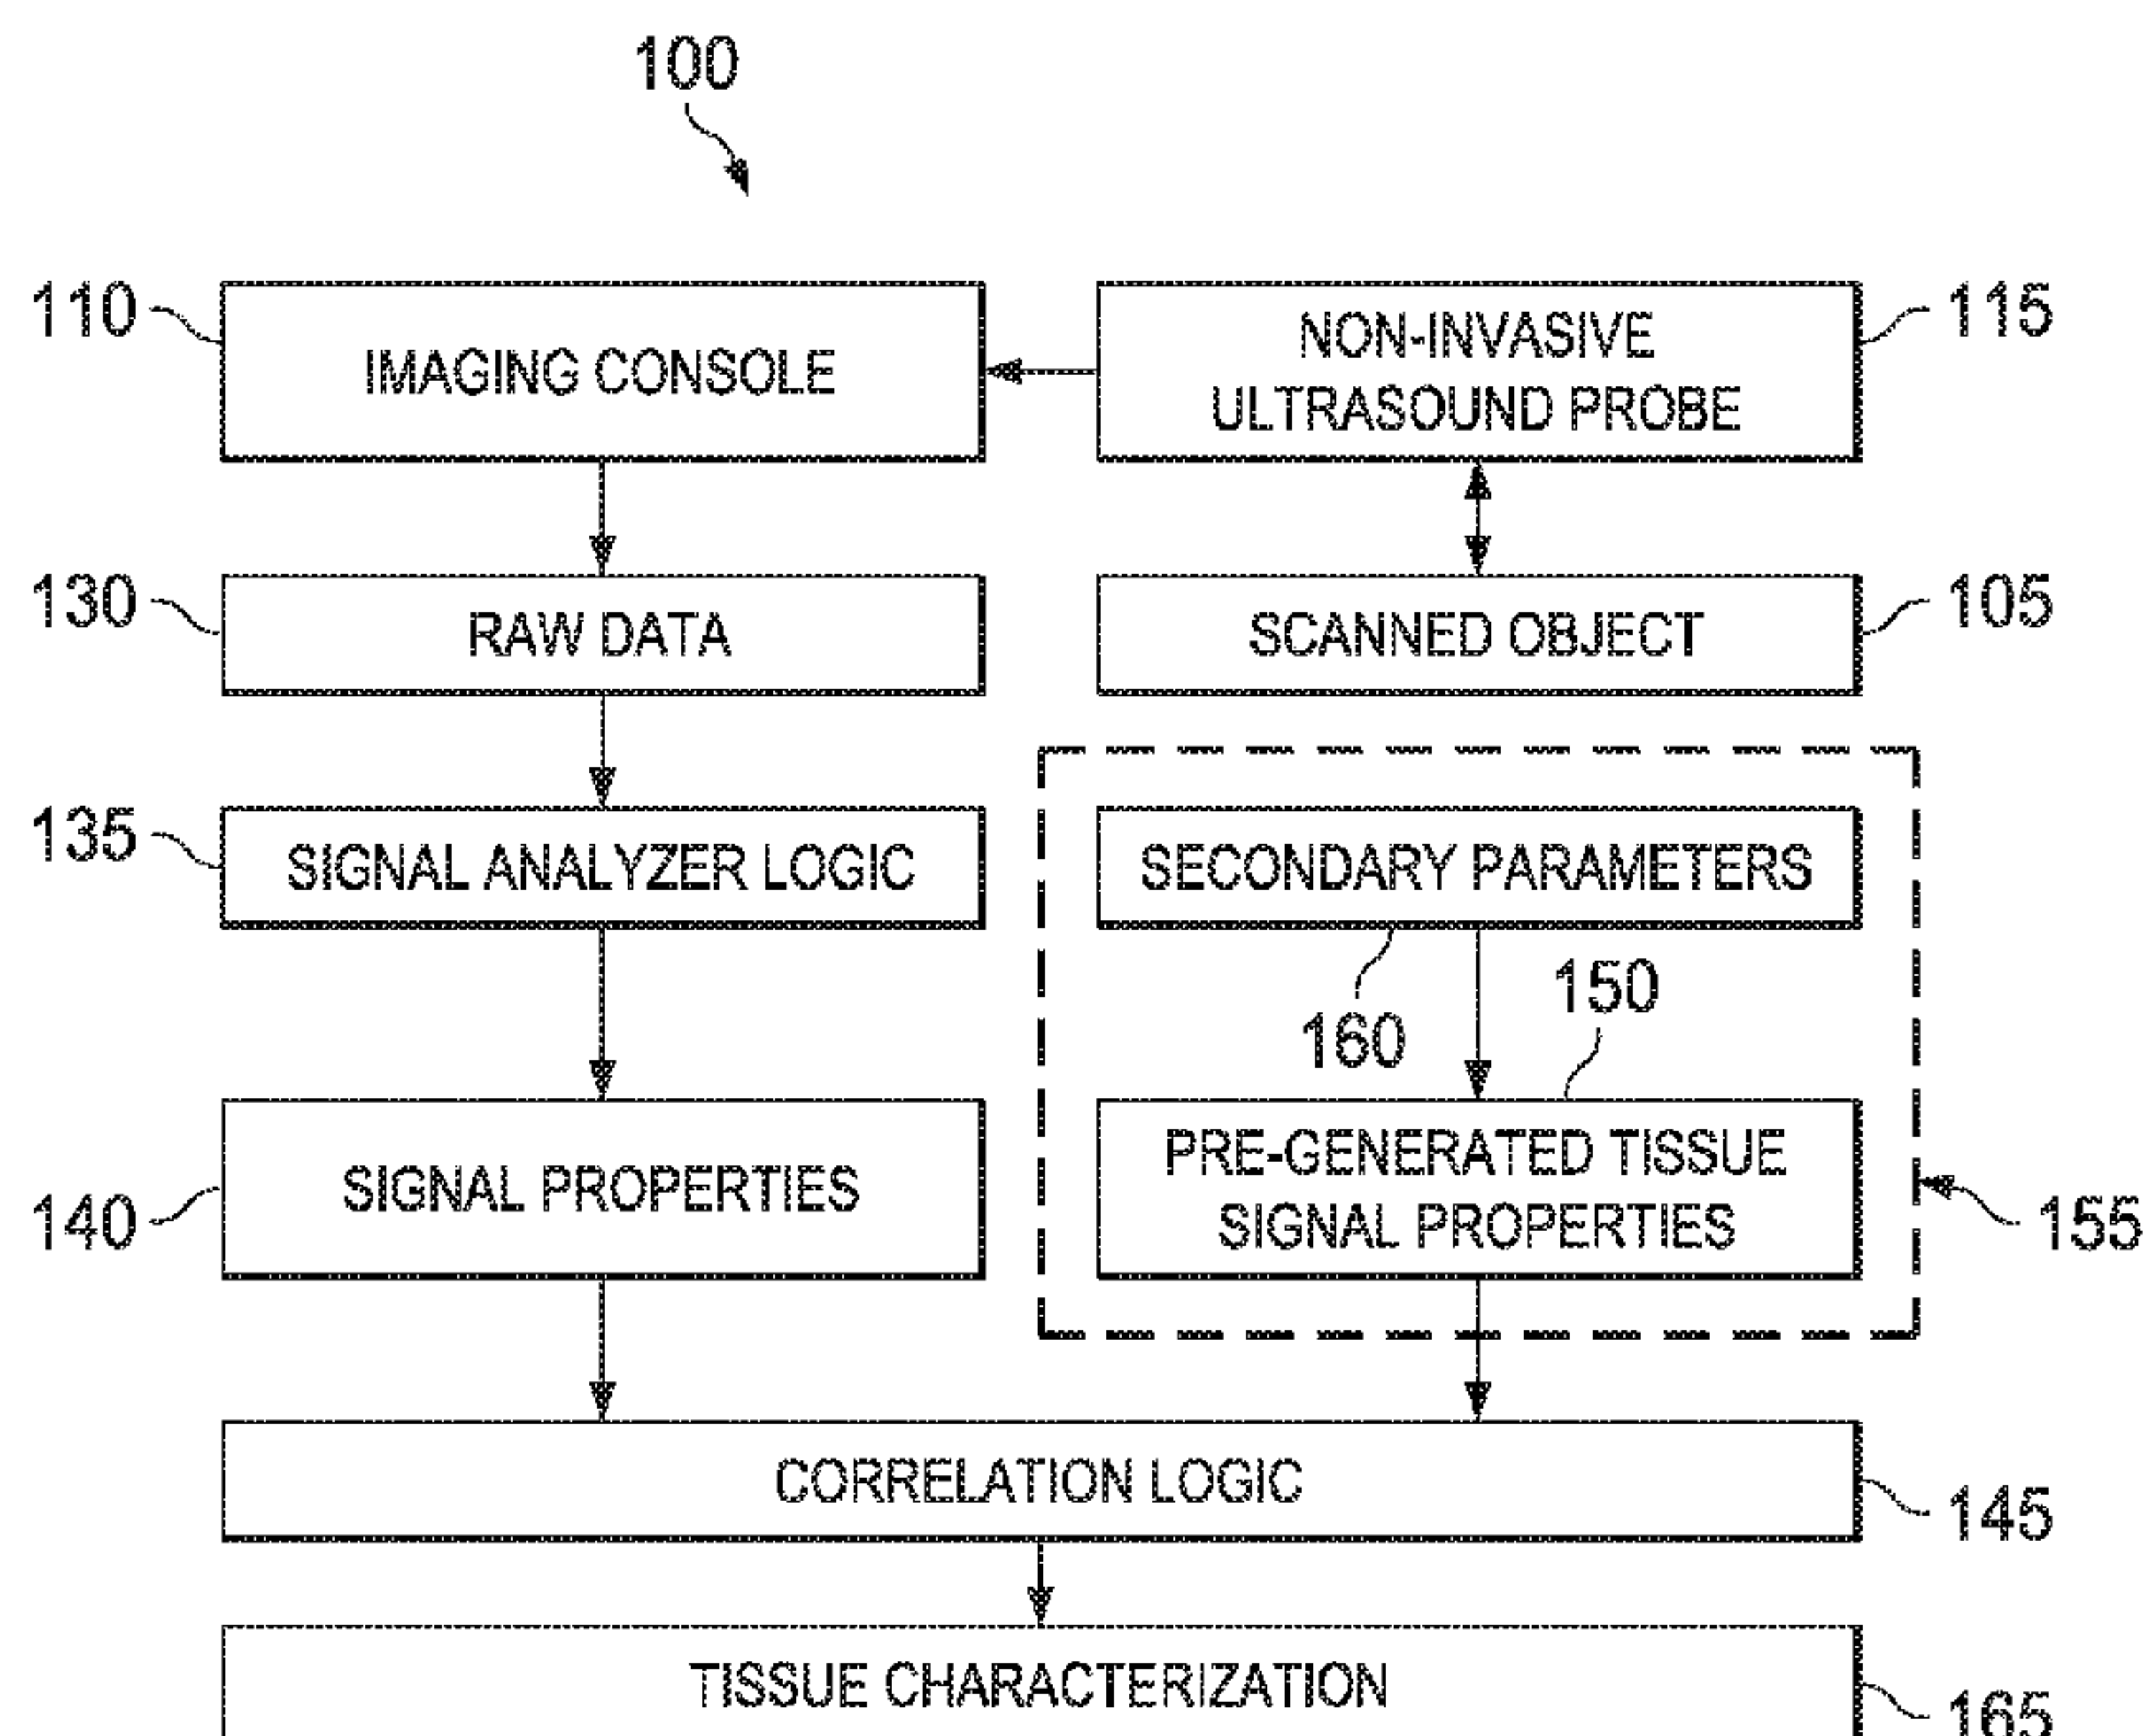 100
110
IMAGING CONSOLE
NON-INVASIVE
ULTRASOUND PROBE
115
130
RAW DATA
SCANNED OBJECT
105
135
SIGNAL ANALYZER LOGIC
SECONDARY PARAMETERS
160
150
140
SIGNAL PROPERTIES
PRE-GENERATED TISSUE
SIGNAL PROPERTIES
155
CORRELATION LOGIC
145
TISSUE CHARACTERIZATION
165